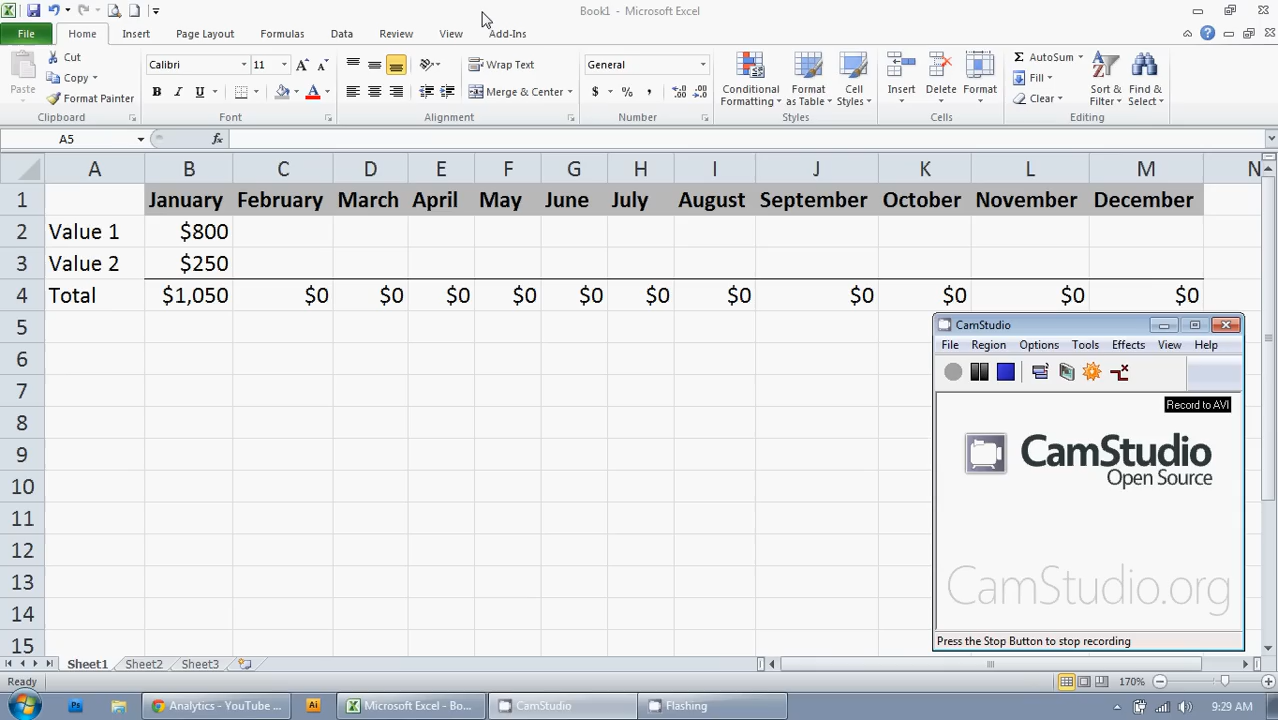 Book1 - Microsoft Excel
File Home Insert Page Layout Formulas Data Review View Add-Ins
Paste
Cut
Copy
Format Painter
Clipboard
Calibri 11
B I U
Font
Wrap Text
Merge & Center
Alignment
General
$ % ,
Number
Conditional Formatting
Format as Table
Cell Styles
Styles
Insert Delete Format
Cells
AutoSum
Fill
Clear
Sort & Filter
Find & Select
Editing
A5 fx
A B C D E F G H I J K L M N
1 January February March April May June July August September October November December
2 Value 1 $800
3 Value 2 $250
4 Total $1,050 $0 $0 $0 $0 $0 $0 $0 $0 $0 $0 $0
5
6
7
8
9
10
11
12
13
14
15
CamStudio
File Region Options Tools Effects View Help
Record to AVI
CamStudio
Open Source
CamStudio.org
Press the Stop Button to stop recording
Sheet1 Sheet2 Sheet3
Ready 170%
Ps Analytics - YouTube ... Ai Microsoft Excel - Bo... CamStudio Flashing 9:29 AM